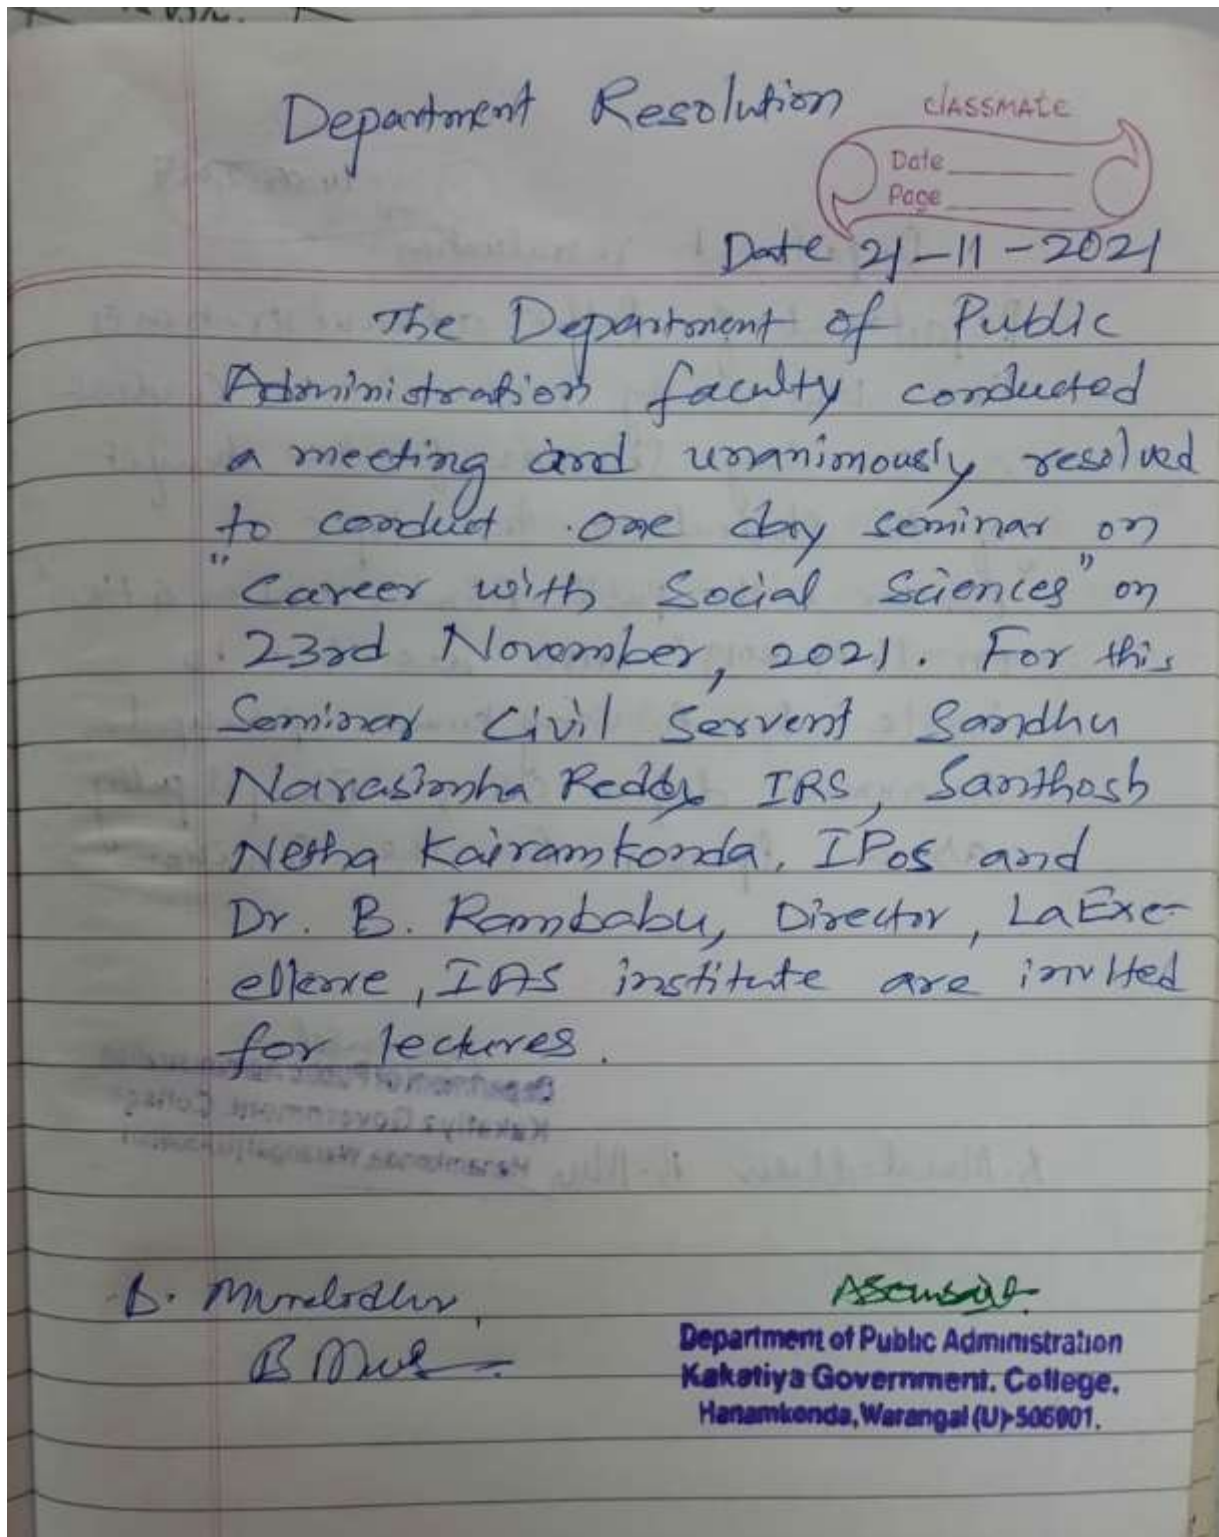 Department Resolution
classmate
Date
Page
Date 21-11-2021
The Department of Public
Administration faculty conducted
a meeting and unanimously resolved
to conduct one day seminar on
"Career with Social Sciences" on
23rd November, 2021. For this
Seminar Civil Servent Sandhu
Narasimha Reddy IRS, Santhosh
Netha Kairamkonda, IPoS and
Dr. B. Rambabu, Director, La Exc-
ellence, IAS institute are invited
for lectures.
B.
Department of Public Administration
Kakatiya Government. College.
Hanamkonda, Warangal (U)-506001.